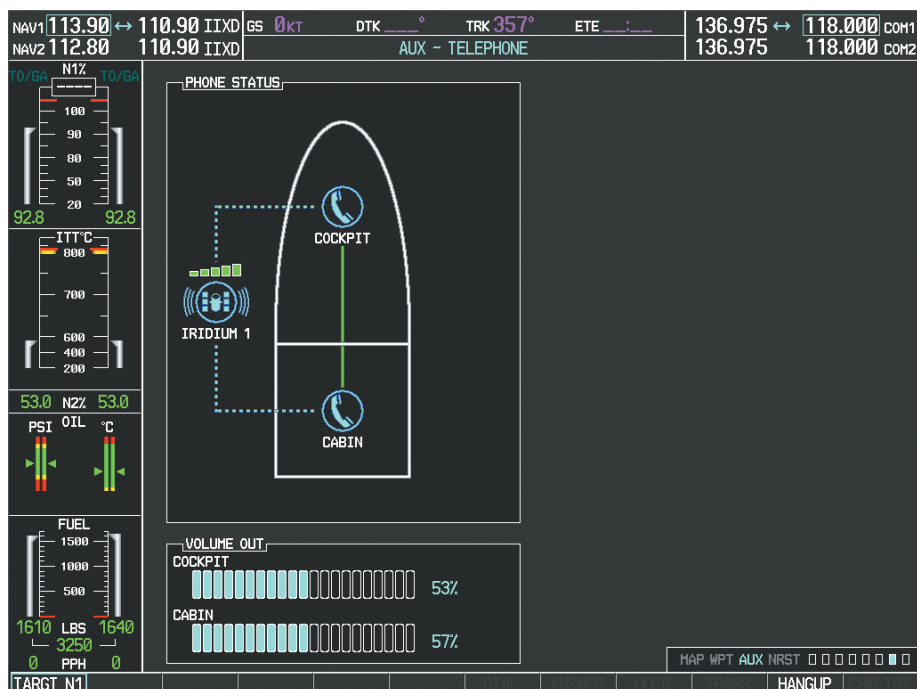 NAV1 113.90 ↔ 110.90 IIXD GS 0KT DTK ___° TRK 357° ETE __:__ 136.975 ↔ 118.000 COM1
NAV2 112.80 110.90 IIXD AUX - TELEPHONE 136.975 118.000 COM2
TO/GA N1% TO/GA
----
100
90
80
50
20
92.8 92.8
ITT°C
800
700
600
400
200
53.0 N2% 53.0
PSI OIL °C
FUEL
1500
1000
500
1610 LBS 1640
3250
0 PPH 0
PHONE STATUS
COCKPIT
IRIDIUM 1
CABIN
VOLUME OUT
COCKPIT
53%
CABIN
57%
MAP WPT AUX NRST
TARGT N1 DIAL ANSWER HOLD TRANS HANGUP CHKLIST